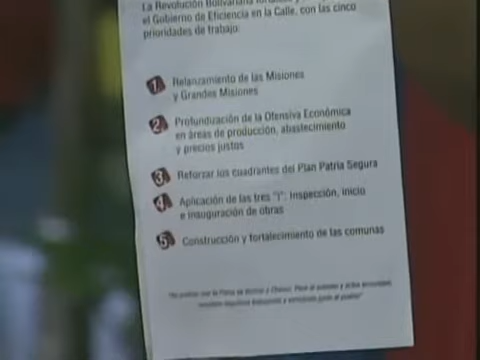 La Revolución Bolivariana
el Gobierno de Eficiencia en la Calle, con las cinco
prioridades de trabajo:
1. Relanzamiento de las Misiones
y Grandes Misiones
2. Profundización de la Ofensiva Económica
en áreas de producción, abastecimiento
y precios justos
3. Reforzar los cuadrantes del Plan Patria Segura
4. Aplicación de las tres "i": Inspección, inicio
e inauguración de obras
5. Construcción y fortalecimiento de las comunas